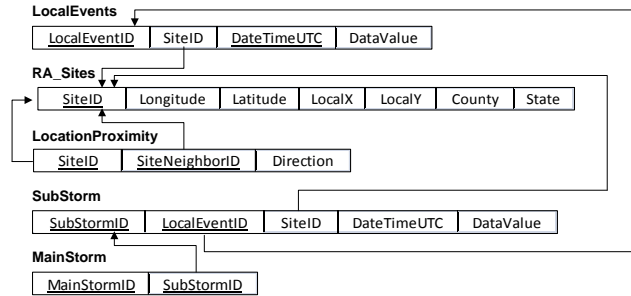 LocalEvents
LocalEventID SiteID DateTimeUTC DataValue
RA_Sites
SiteID Longitude Latitude LocalX LocalY County State
LocationProximity
SiteID SiteNeighborID Direction
SubStorm
SubStormID LocalEventID SiteID DateTimeUTC DataValue
MainStorm
MainStormID SubStormID